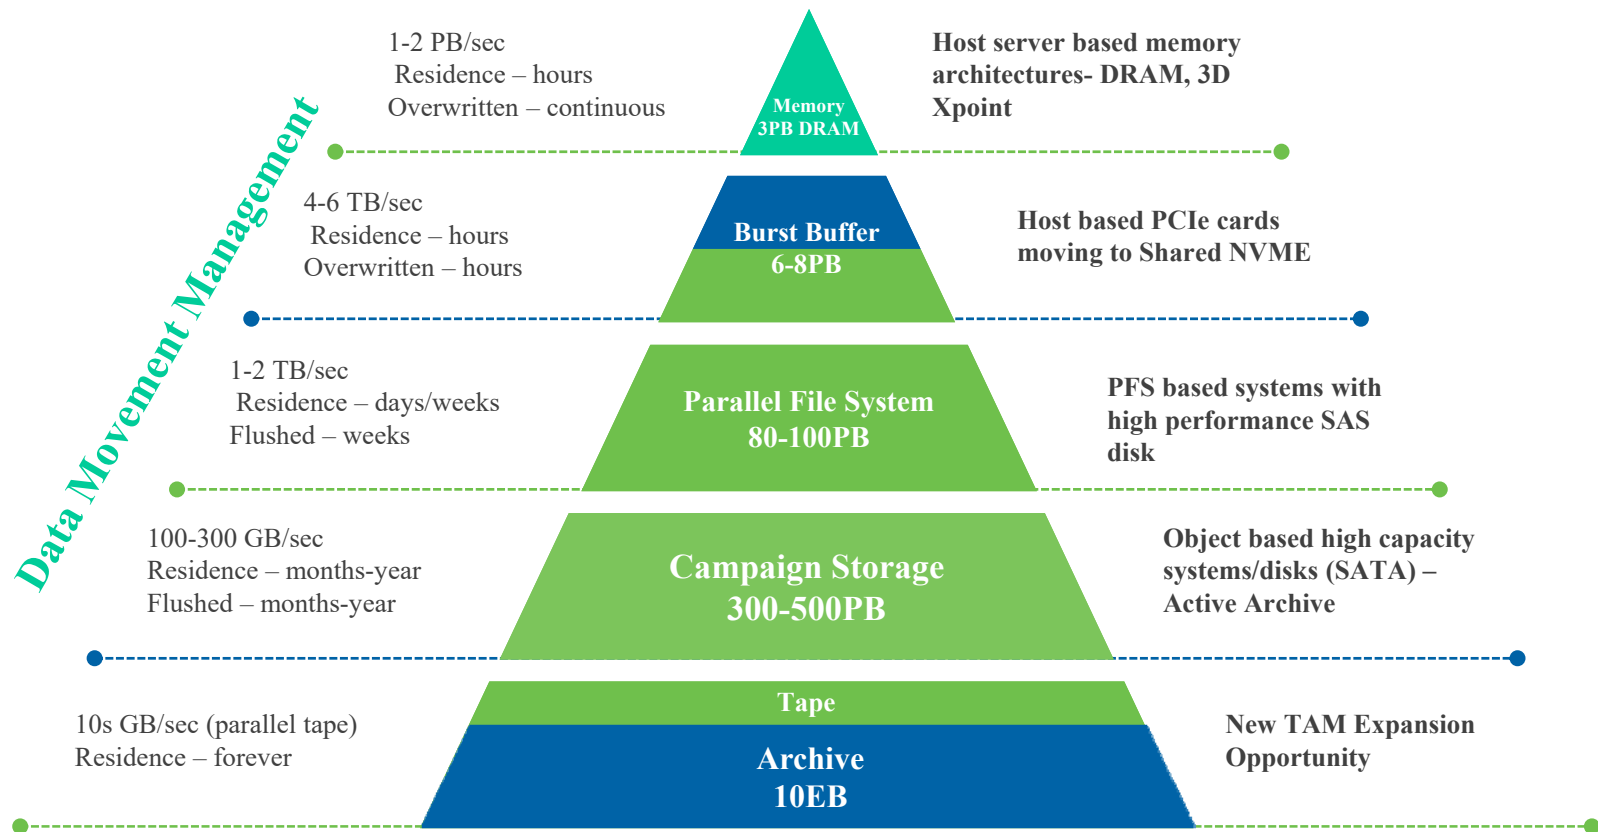 Data Movement Management
1-2 PB/sec
Residence – hours
Overwritten – continuous
Memory
3PB DRAM
Host server based memory
architectures- DRAM, 3D
Xpoint
4-6 TB/sec
Residence – hours
Overwritten – hours
Burst Buffer
6-8PB
Host based PCIe cards
moving to Shared NVME
1-2 TB/sec
Residence – days/weeks
Flushed – weeks
Parallel File System
80-100PB
PFS based systems with
high performance SAS
disk
100-300 GB/sec
Residence – months-year
Flushed – months-year
Campaign Storage
300-500PB
Object based high capacity
systems/disks (SATA) –
Active Archive
10s GB/sec (parallel tape)
Residence – forever
Tape
Archive
10EB
New TAM Expansion
Opportunity